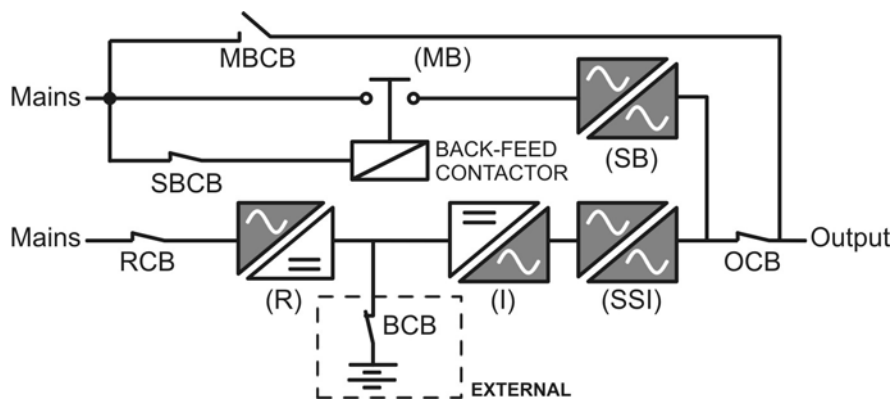 MBCB
(MB)
Mains
BACK-FEED
CONTACTOR
(SB)
SBCB
Mains
Output
RCB
OCB
(R)
(I)
(SSI)
BCB
EXTERNAL